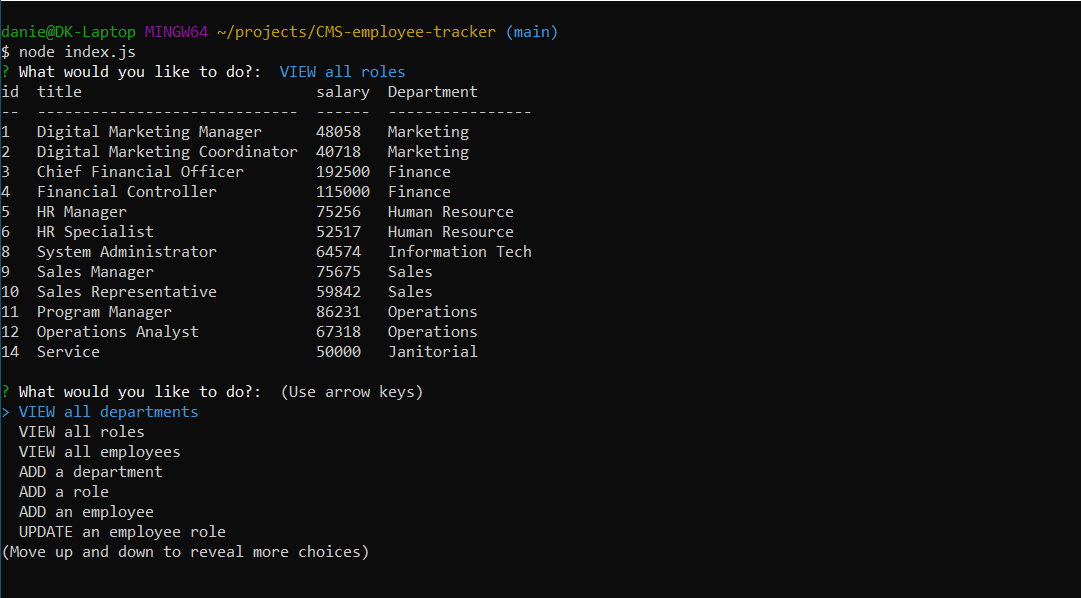 danie@DK-Laptop MINGW64 ~/projects/CMS-employee-tracker (main)
$ node index.js
? What would you like to do?:  VIEW all roles
id  title                          salary  Department
--  -----------------------------  ------  ----------------
1   Digital Marketing Manager      48058   Marketing
2   Digital Marketing Coordinator  40718   Marketing
3   Chief Financial Officer        192500  Finance
4   Financial Controller           115000  Finance
5   HR Manager                     75256   Human Resource
6   HR Specialist                  52517   Human Resource
8   System Administrator           64574   Information Tech
9   Sales Manager                  75675   Sales
10  Sales Representative           59842   Sales
11  Program Manager                86231   Operations
12  Operations Analyst             67318   Operations
14  Service                        50000   Janitorial
? What would you like to do?:  (Use arrow keys)
> VIEW all departments
  VIEW all roles
  VIEW all employees
  ADD a department
  ADD a role
  ADD an employee
  UPDATE an employee role
(Move up and down to reveal more choices)